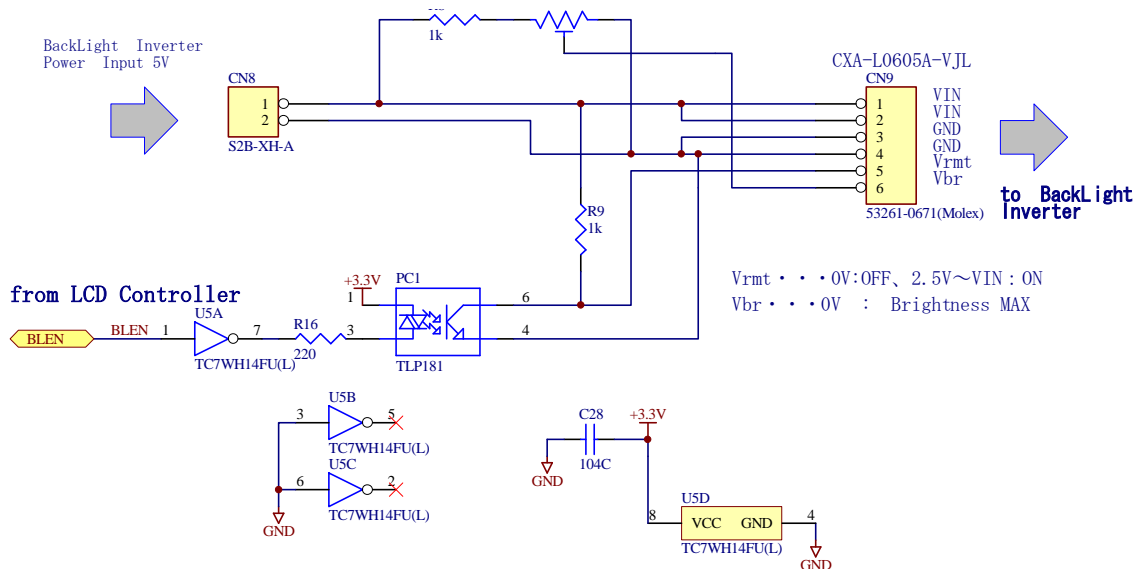 1k
BackLight Inverter
Power Input 5V
CN8
1
2
S2B-XH-A
CXA-L0605A-VJL
CN9
1
2
3
4
5
6
VIN
VIN
GND
GND
Vrmt
Vbr
53261-0671(Molex)
to BackLight
Inverter
R9
1k
Vrmt・・・0V:OFF、2.5V～VIN：ON
Vbr・・・0V ： Brightness MAX
from LCD Controller
BLEN
BLEN
1
U5A
7
TC7WH14FU(L)
R16
220
+3.3V
1
3
PC1
6
4
TLP181
U5B
3
5
TC7WH14FU(L)
U5C
6
2
TC7WH14FU(L)
GND
C28
104C
GND
+3.3V
U5D
8
VCC GND
4
TC7WH14FU(L)
GND